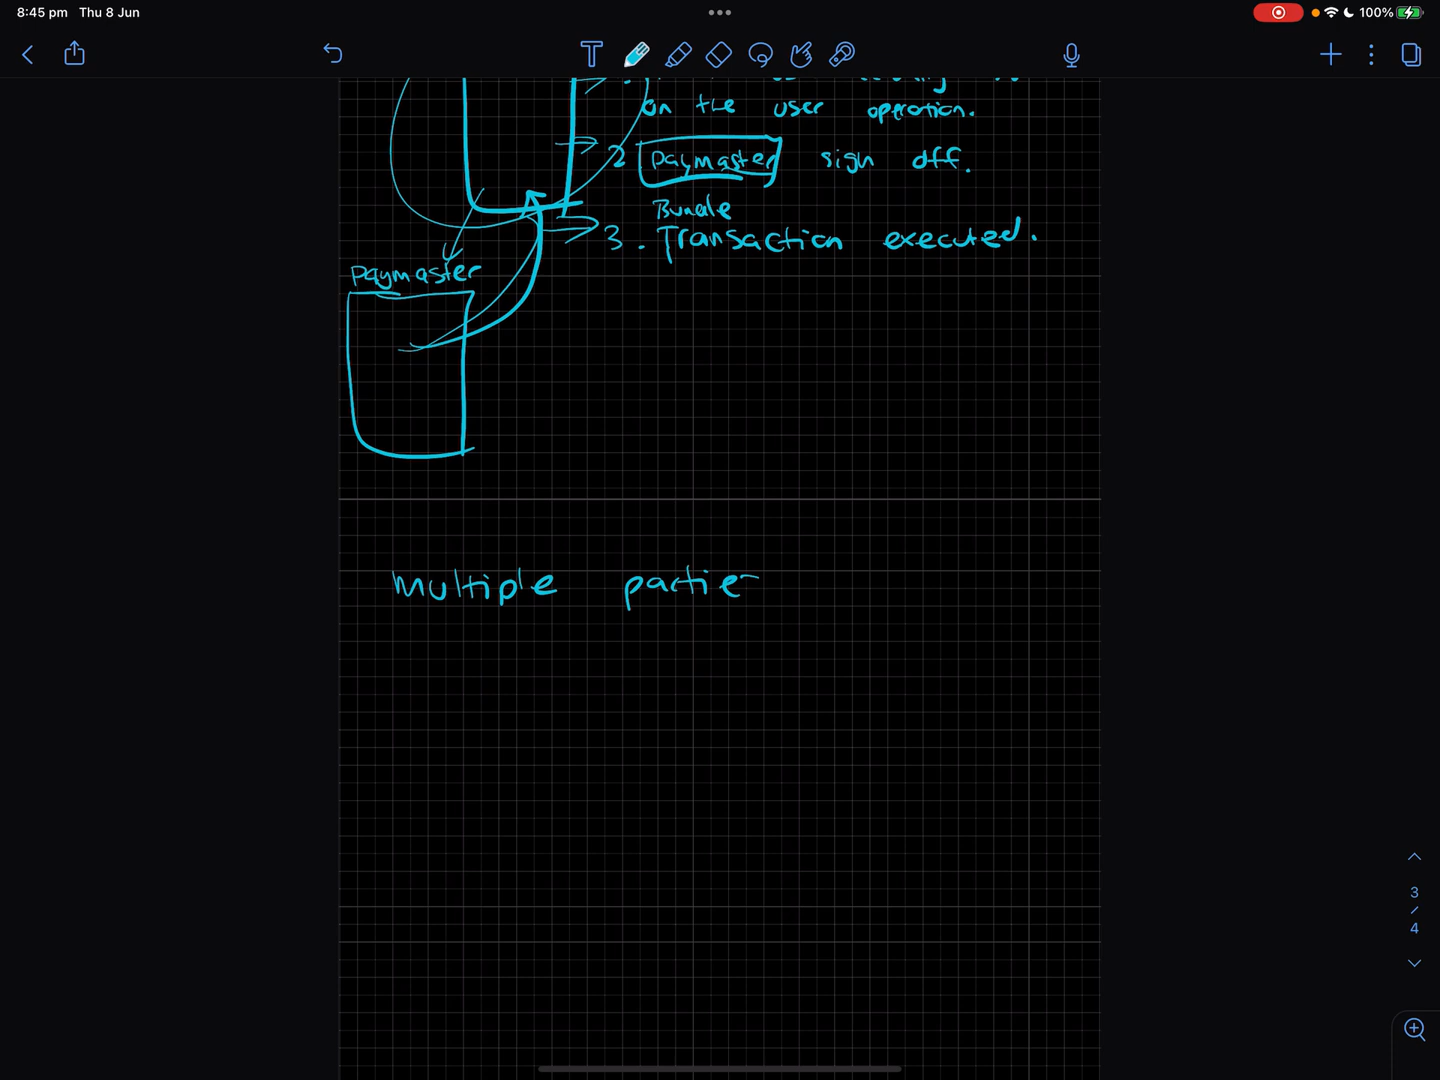 8:45 pm Thu 8 Jun
100%
on the user operation.
2 Paymaster sign off.
Bundle
3. Transaction executed.
Paymaster
Multiple partie
3
/
4